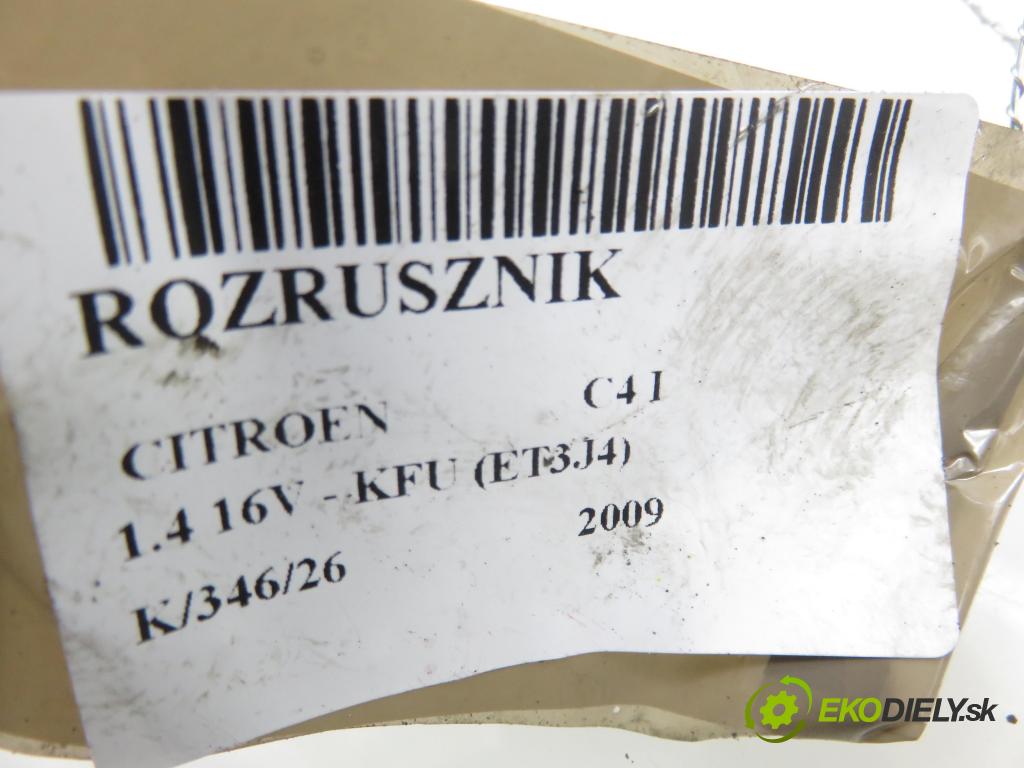 ROZRUSZNIK
CITROEN C4 I
1.4 16V - KFU (ET3J4)
K/346/26 2009
EKODIELY.sk